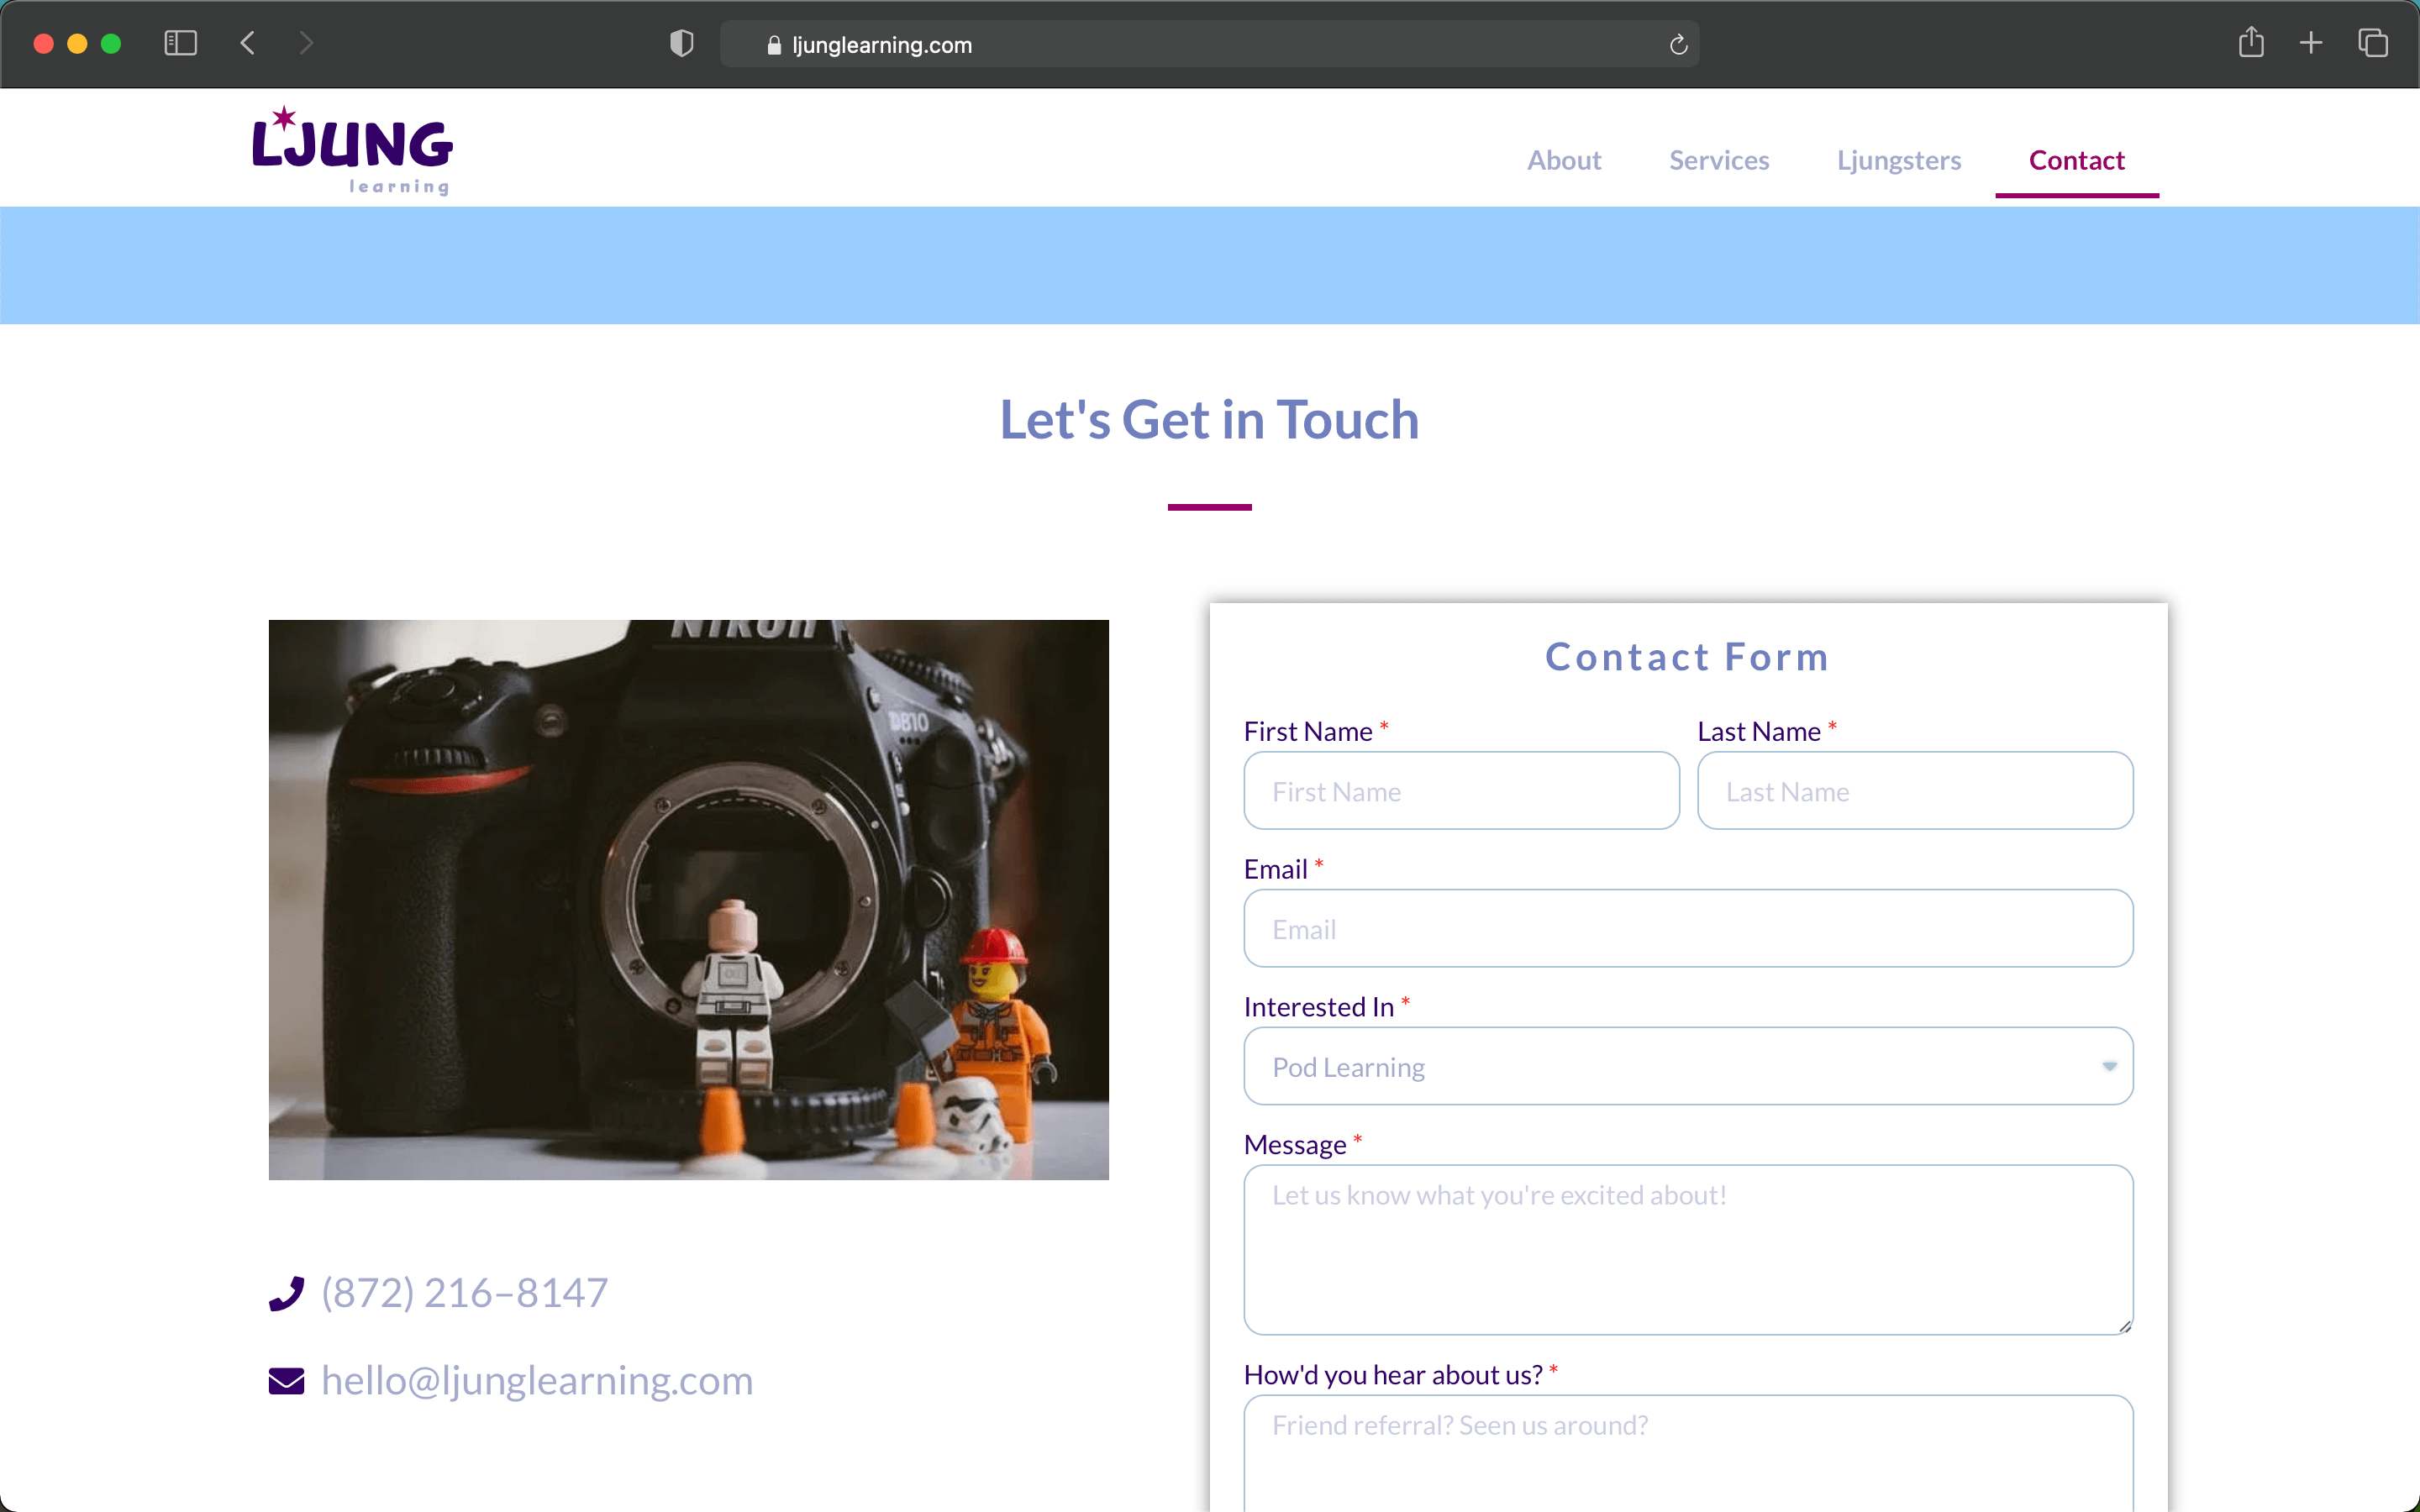 ljunglearning.com
LJUNG
learning
About
Services
Ljungsters
Contact
Let's Get in Touch
NIKON
D810
Contact Form
First Name *
Last Name *
First Name
Last Name
Email *
Email
Interested In *
Pod Learning
Message *
Let us know what you're excited about!
How'd you hear about us? *
Friend referral? Seen us around?
(872) 216–8147
hello@ljunglearning.com